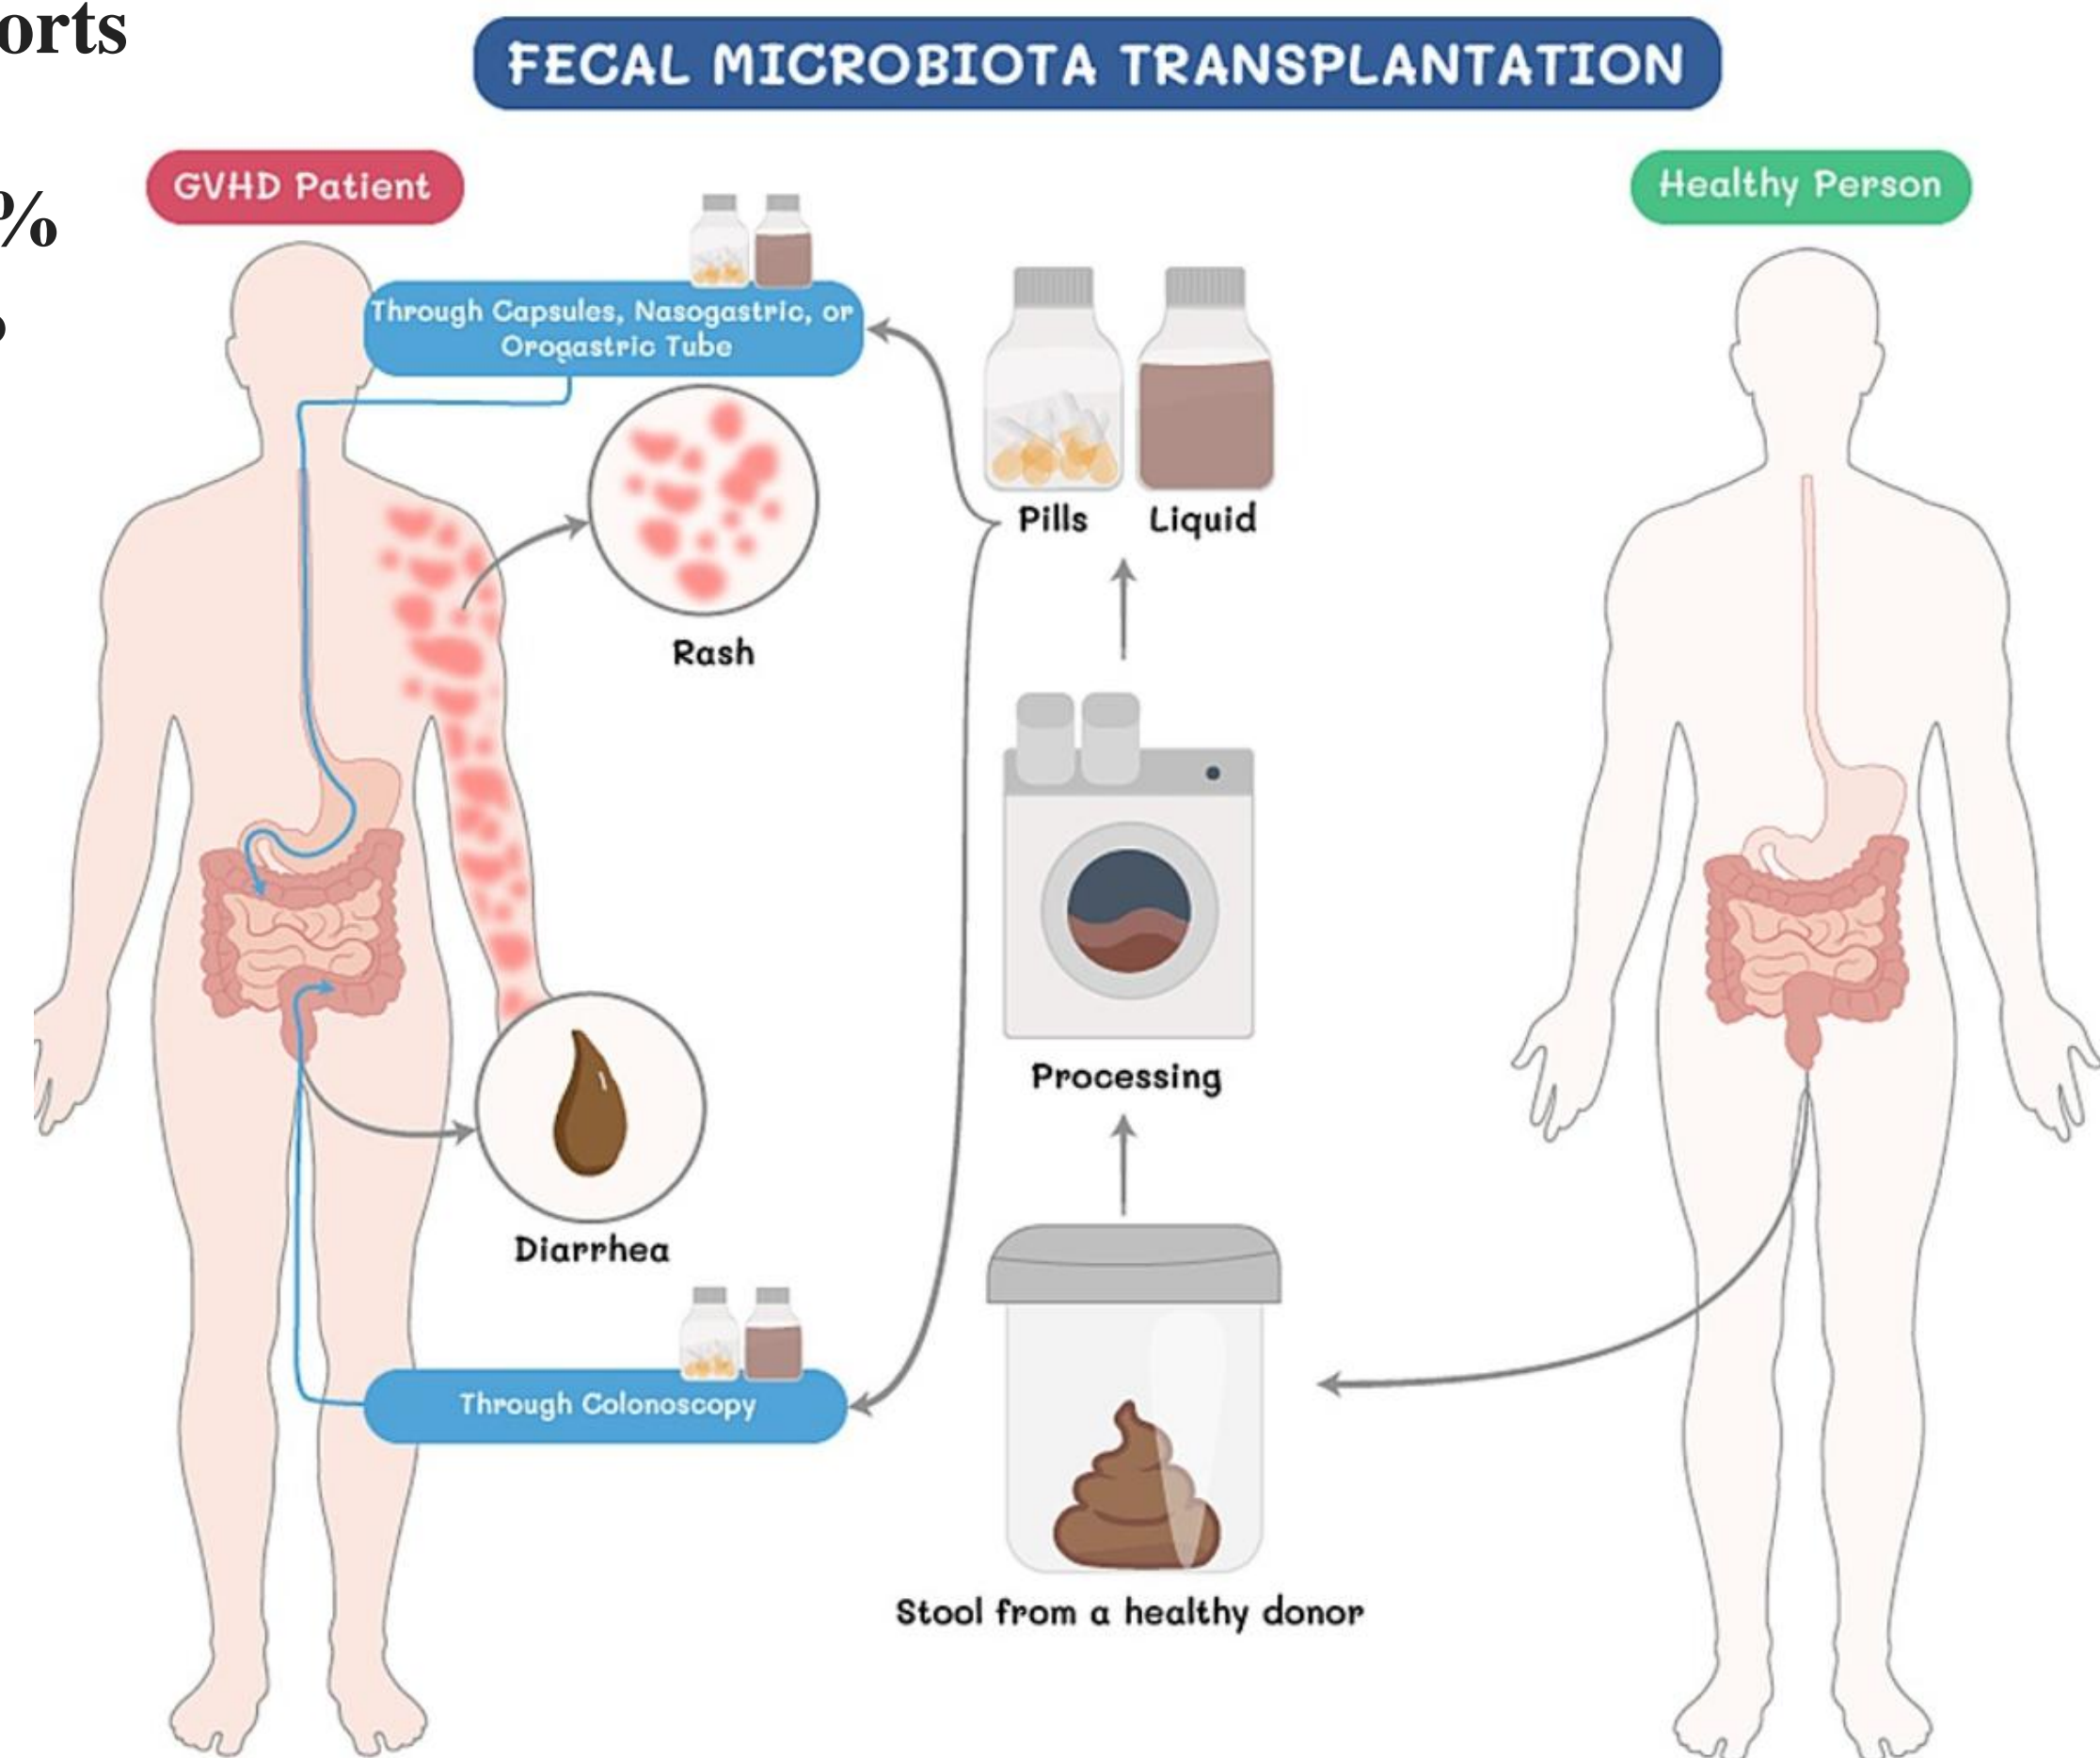 orts
%
FECAL MICROBIOTA TRANSPLANTATION
GVHD Patient
Healthy Person
Through Capsules, Nasogastric, or
Orogastric Tube
Pills
Liquid
Rash
Processing
Diarrhea
Through Colonoscopy
Stool from a healthy donor